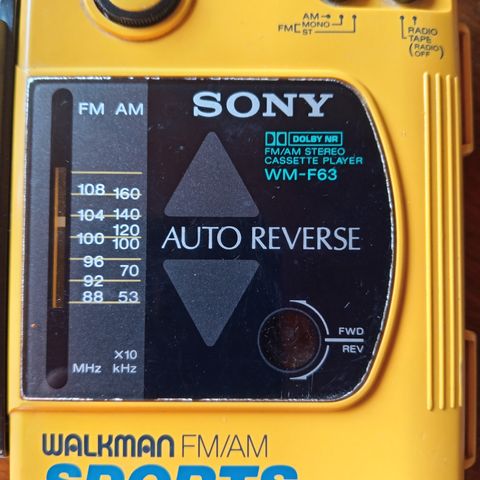 AM
FM MONO
ST
RADIO
TAPE
(RADIO OFF)
SONY
FM AM
DOLBY NR
FM/AM STEREO
CASSETTE PLAYER
WM-F63
108 160
104 140
120
100 100
96
70
92
88 53
AUTO REVERSE
FWD
REV
X10
MHz kHz
WALKMAN FM/AM
SPORTS